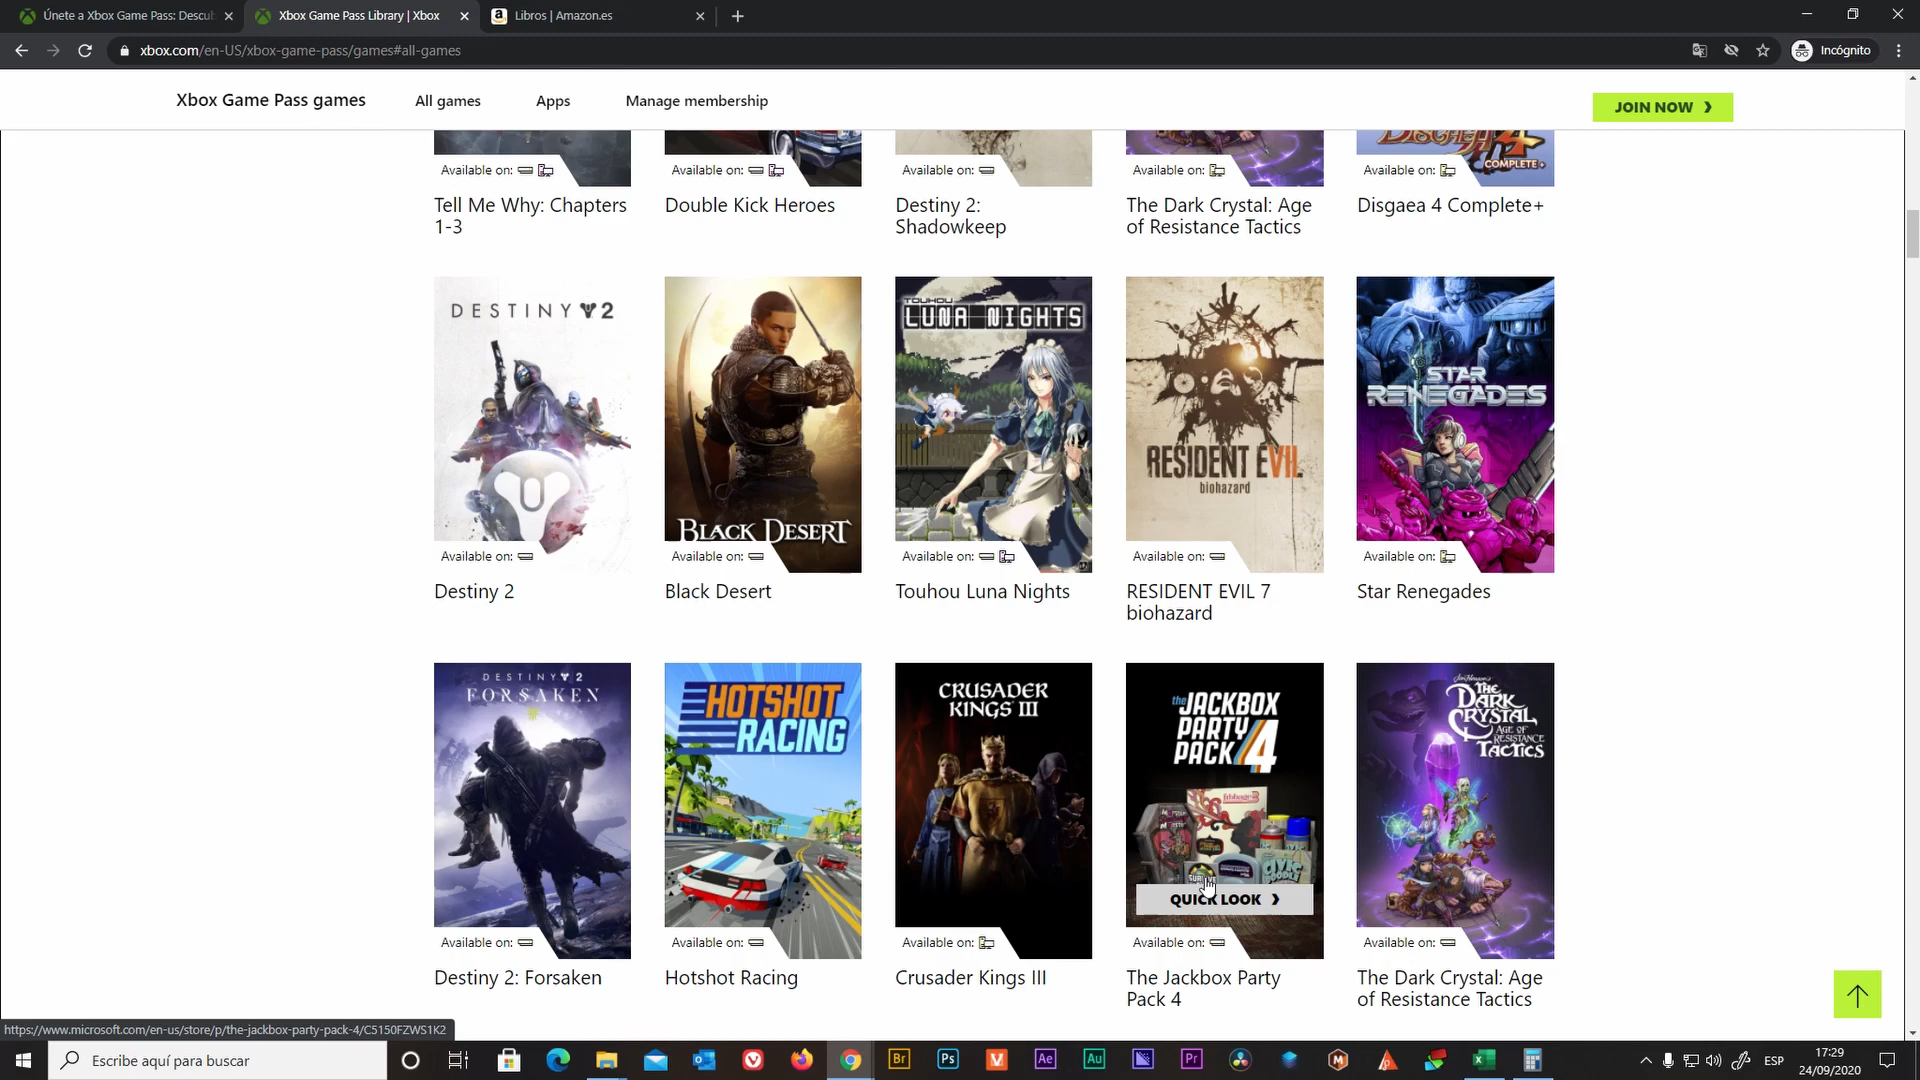 Únete a Xbox Game Pass: Descub
Xbox Game Pass Library | Xbox
Libros | Amazon.es
xbox.com/en-US/xbox-game-pass/games#all-games
Incógnito
Xbox Game Pass games
All games
Apps
Manage membership
JOIN NOW ❯
DISGAEA 4
COMPLETE+
Available on:
Available on:
Available on:
Available on:
Available on:
Tell Me Why: Chapters
1-3
Double Kick Heroes
Destiny 2:
Shadowkeep
The Dark Crystal: Age
of Resistance Tactics
Disgaea 4 Complete+
DESTINY 2
BLACK DESERT
TOUHOU
LUNA NIGHTS
RESIDENT EVIL
biohazard
STAR
RENEGADES
Available on:
Available on:
Available on:
Available on:
Available on:
Destiny 2
Black Desert
Touhou Luna Nights
RESIDENT EVIL 7
biohazard
Star Renegades
DESTINY 2
FORSAKEN
HOTSHOT
RACING
CRUSADER
KINGS III
the JACKBOX
PARTY
PACK 4
Jim Henson's
THE
DARK
CRYSTAL
AGE OF
RESISTANCE
TACTICS
QUICK LOOK ❯
Available on:
Available on:
Available on:
Available on:
Available on:
Destiny 2: Forsaken
Hotshot Racing
Crusader Kings III
The Jackbox Party
Pack 4
The Dark Crystal: Age
of Resistance Tactics
https://www.microsoft.com/en-us/store/p/the-jackbox-party-pack-4/C5150FZWS1K2
Escribe aquí para buscar
Br
Ps
Ae
Au
Pr
ESP
17:29
24/09/2020